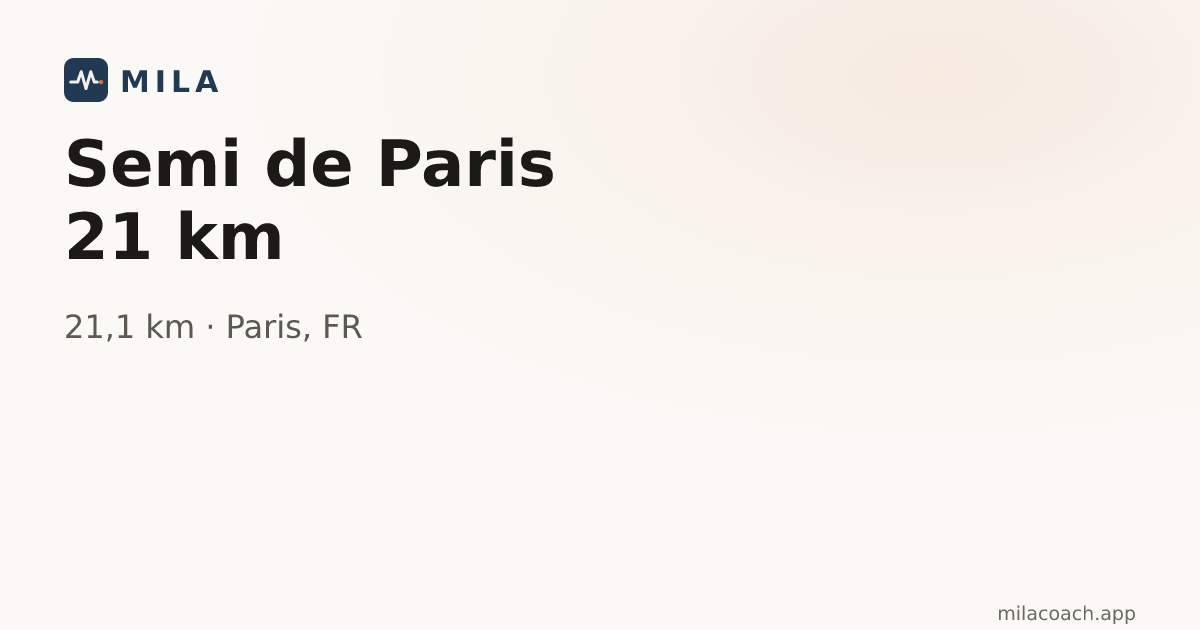 MILA
Semi de Paris
21 km
21,1 km · Paris, FR
milacoach.app